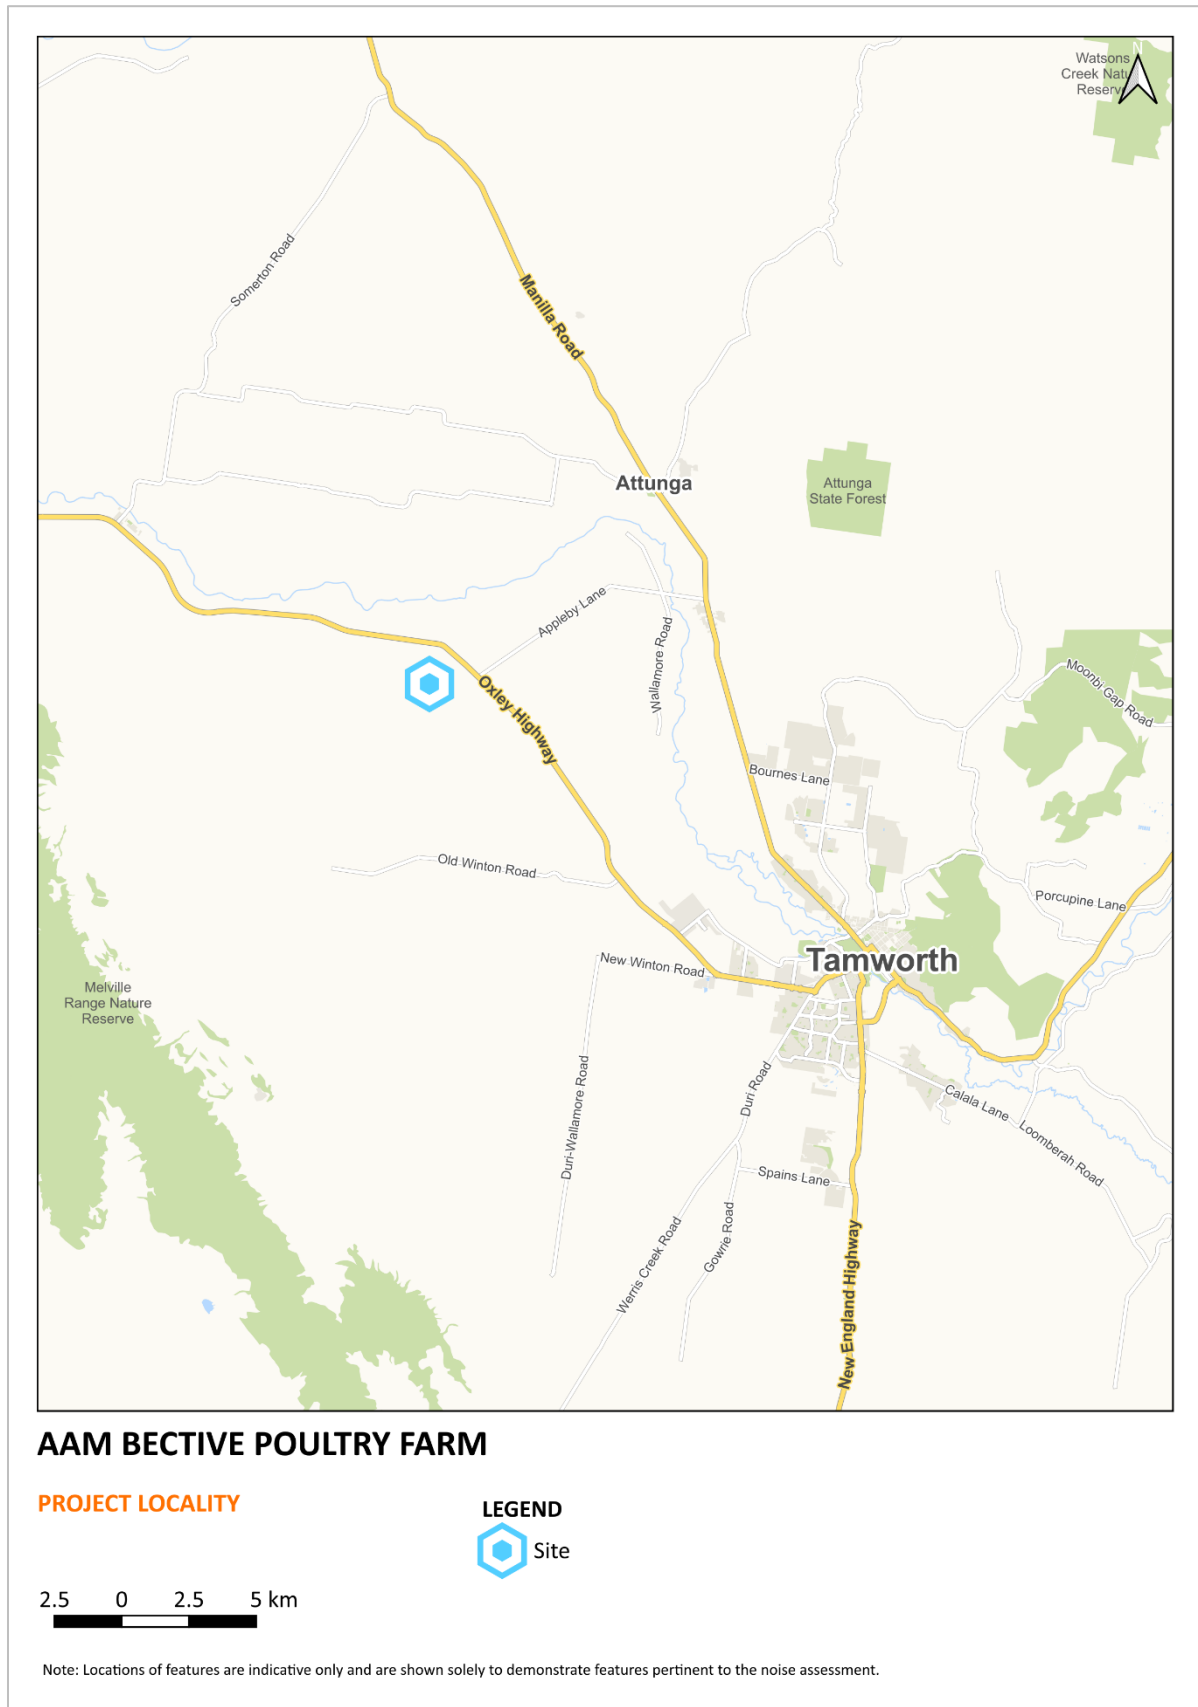 N
Watsons
Creek Natu
Reserve
Somerton Road
Manilla Road
Attunga
Attunga
State Forest
Appleby Lane
Wallamore Road
Oxley Highway
Moonbi Gap Road
Bournes Lane
Old Winton Road
Porcupine Lane
New Winton Road
Tamworth
Melville
Range Nature
Reserve
Duri-Wallamore Road
Duri Road
Calala Lane
Loomberah Road
Spains Lane
Gowrie Road
Werris Creek Road
New England Highway
AAM BECTIVE POULTRY FARM
PROJECT LOCALITY
LEGEND
Site
2.5 0 2.5 5 km
Note: Locations of features are indicative only and are shown solely to demonstrate features pertinent to the noise assessment.